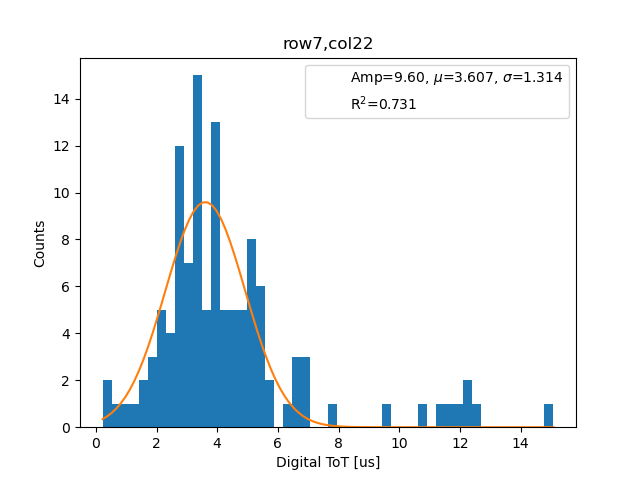 row7,col22
Amp=9.60, μ=3.607, σ=1.314
R²=0.731
Counts
14
12
10
8
6
4
2
0
0 2 4 6 8 10 12 14
Digital ToT [us]